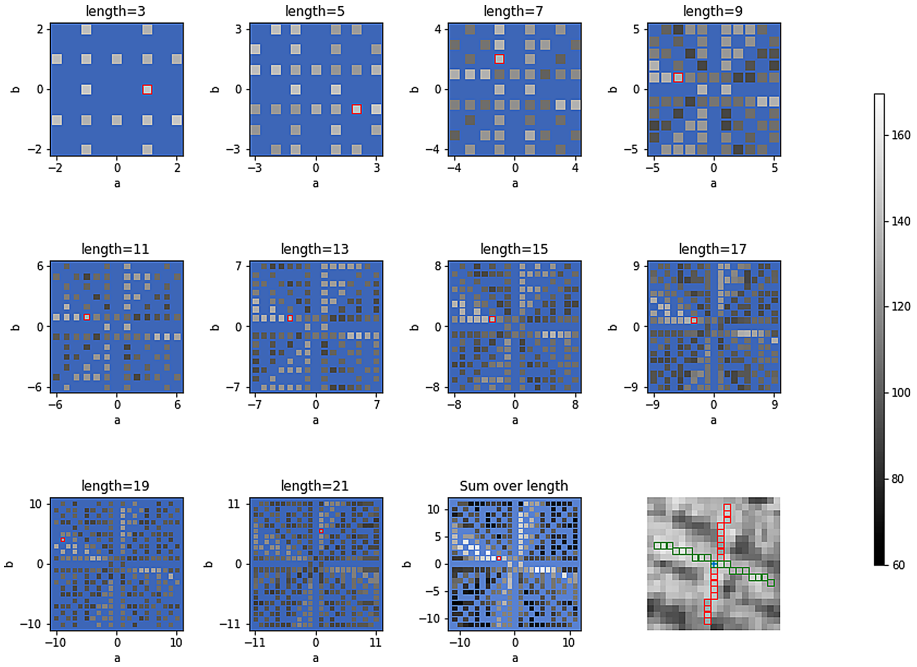 length=3 length=5 length=7 length=9
2 3 4 5
b 0 b 0 b 0 b 0 160
−2 −3 −4 −5
−2 0 2 −3 0 3 −4 0 4 −5 0 5
a a a a
140
length=11 length=13 length=15 length=17
6 7 8 9
120
b 0 b 0 b 0 b 0
100
−6 −7 −8 −9
−6 0 6 −7 0 7 −8 0 8 −9 0 9
a a a a
80
length=19 length=21 Sum over length
10 11 10
5
b 0 b 0 b 0 60
−5
−10 −11 −10
−10 0 10 −11 0 11 −10 0 10
a a a